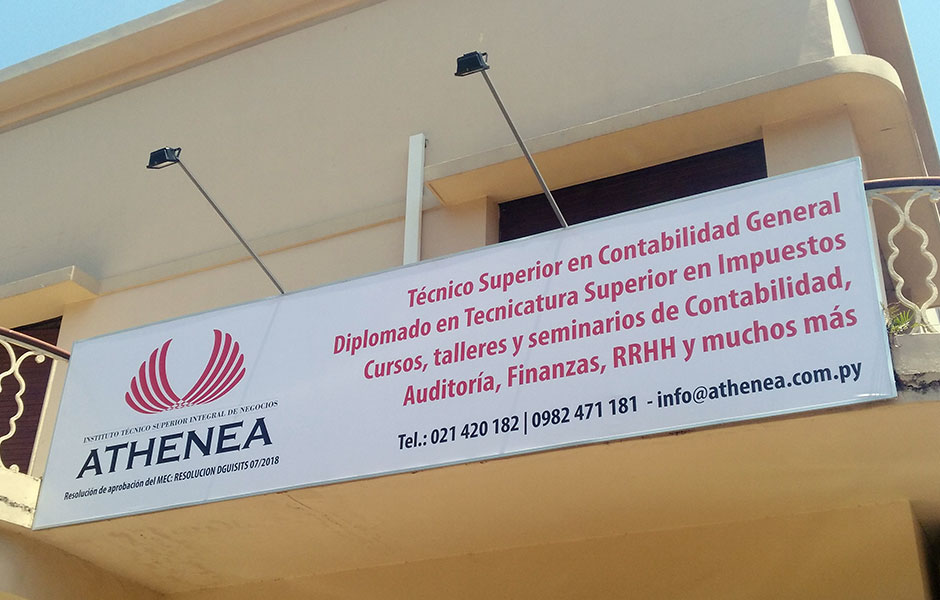 INSTITUTO TÉCNICO SUPERIOR INTEGRAL DE NEGOCIOS
ATHENEA
Resolución de aprobación del MEC: RESOLUCION DGUISITS 07/2018
Técnico Superior en Contabilidad General
Diplomado en Tecnicatura Superior en Impuestos
Cursos, talleres y seminarios de Contabilidad,
Auditoría, Finanzas, RRHH y muchos más
Tel.: 021 420 182 | 0982 471 181 - info@athenea.com.py